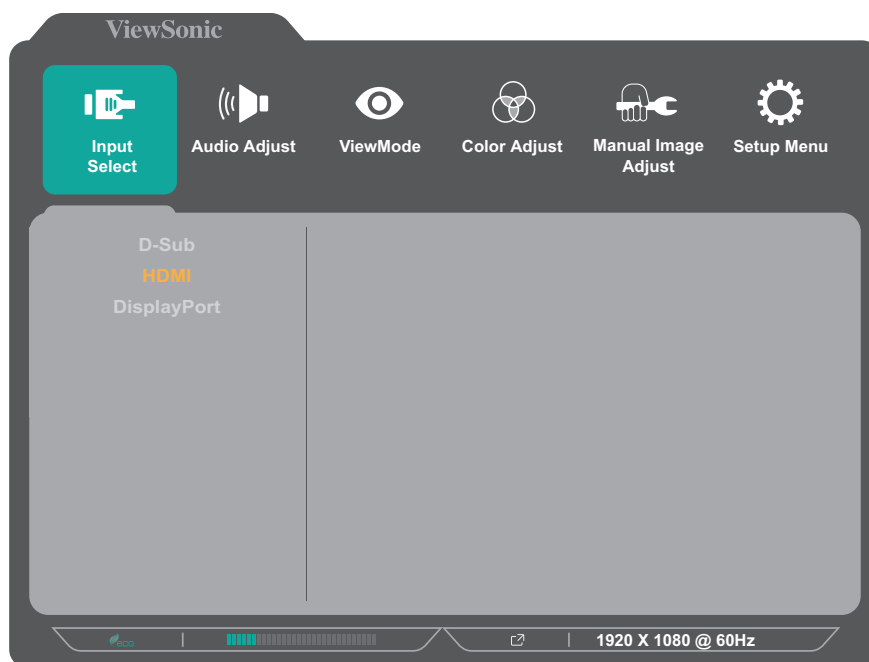 ViewSonic
Input
Select
Audio Adjust
ViewMode
Color Adjust
Manual Image
Adjust
Setup Menu
D-Sub
HDMI
DisplayPort
eco
1920 X 1080 @ 60Hz